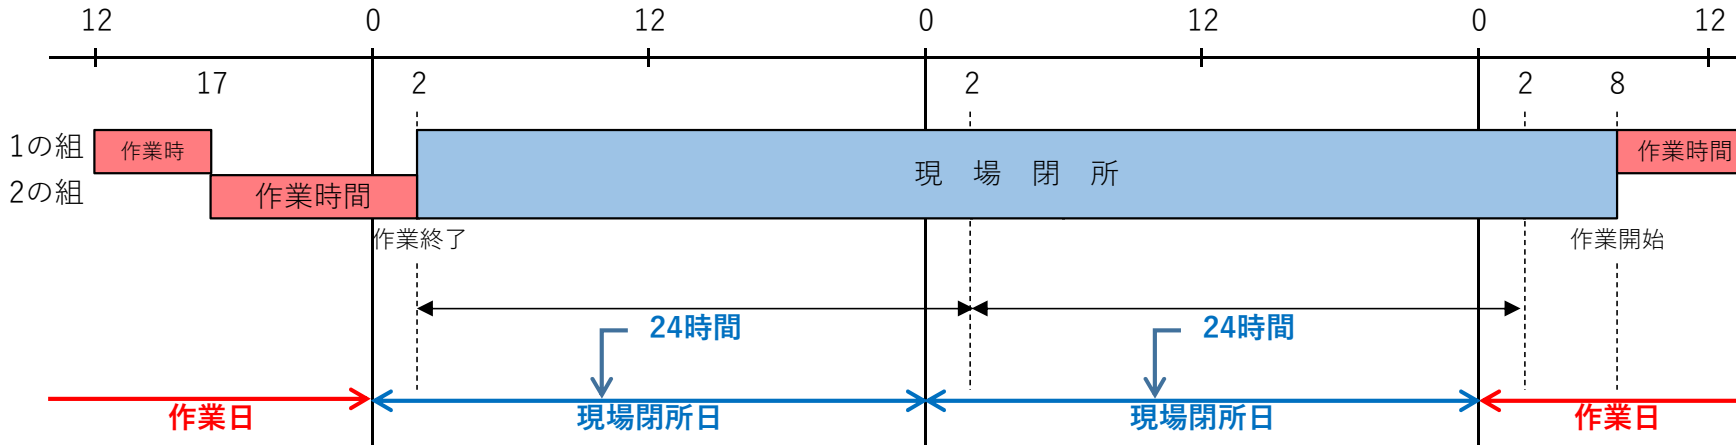 12 0 12 0 12 0 12
17 2 2 2 8
1の組 作業時 作業時間
2の組 作業時間
現 場 閉 所
作業終了 作業開始
24時間 24時間
作業日 現場閉所日 現場閉所日 作業日